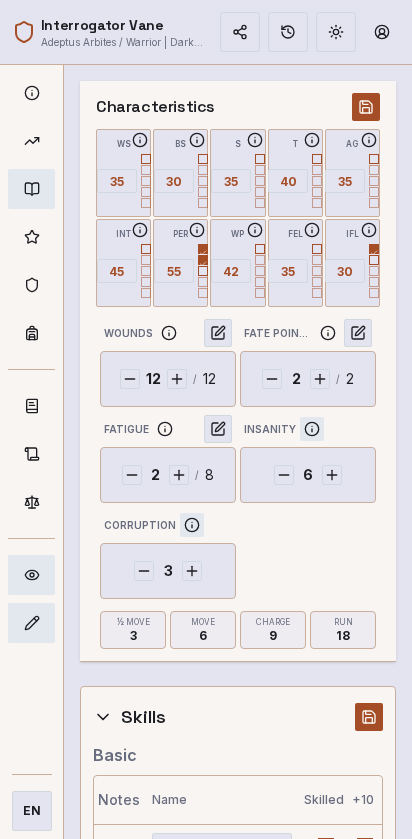 Interrogator Vane
Adeptus Arbites / Warrior | Dark...
Characteristics
WS BS S T AG
35 30 35 40 35
INT PER WP FEL IFL
45 55 42 35 30
WOUNDS FATE POIN...
12 / 12 2 / 2
FATIGUE INSANITY
2 / 8 6
CORRUPTION
3
½ MOVE MOVE CHARGE RUN
3 6 9 18
Skills
Basic
Notes Name Skilled +10
EN